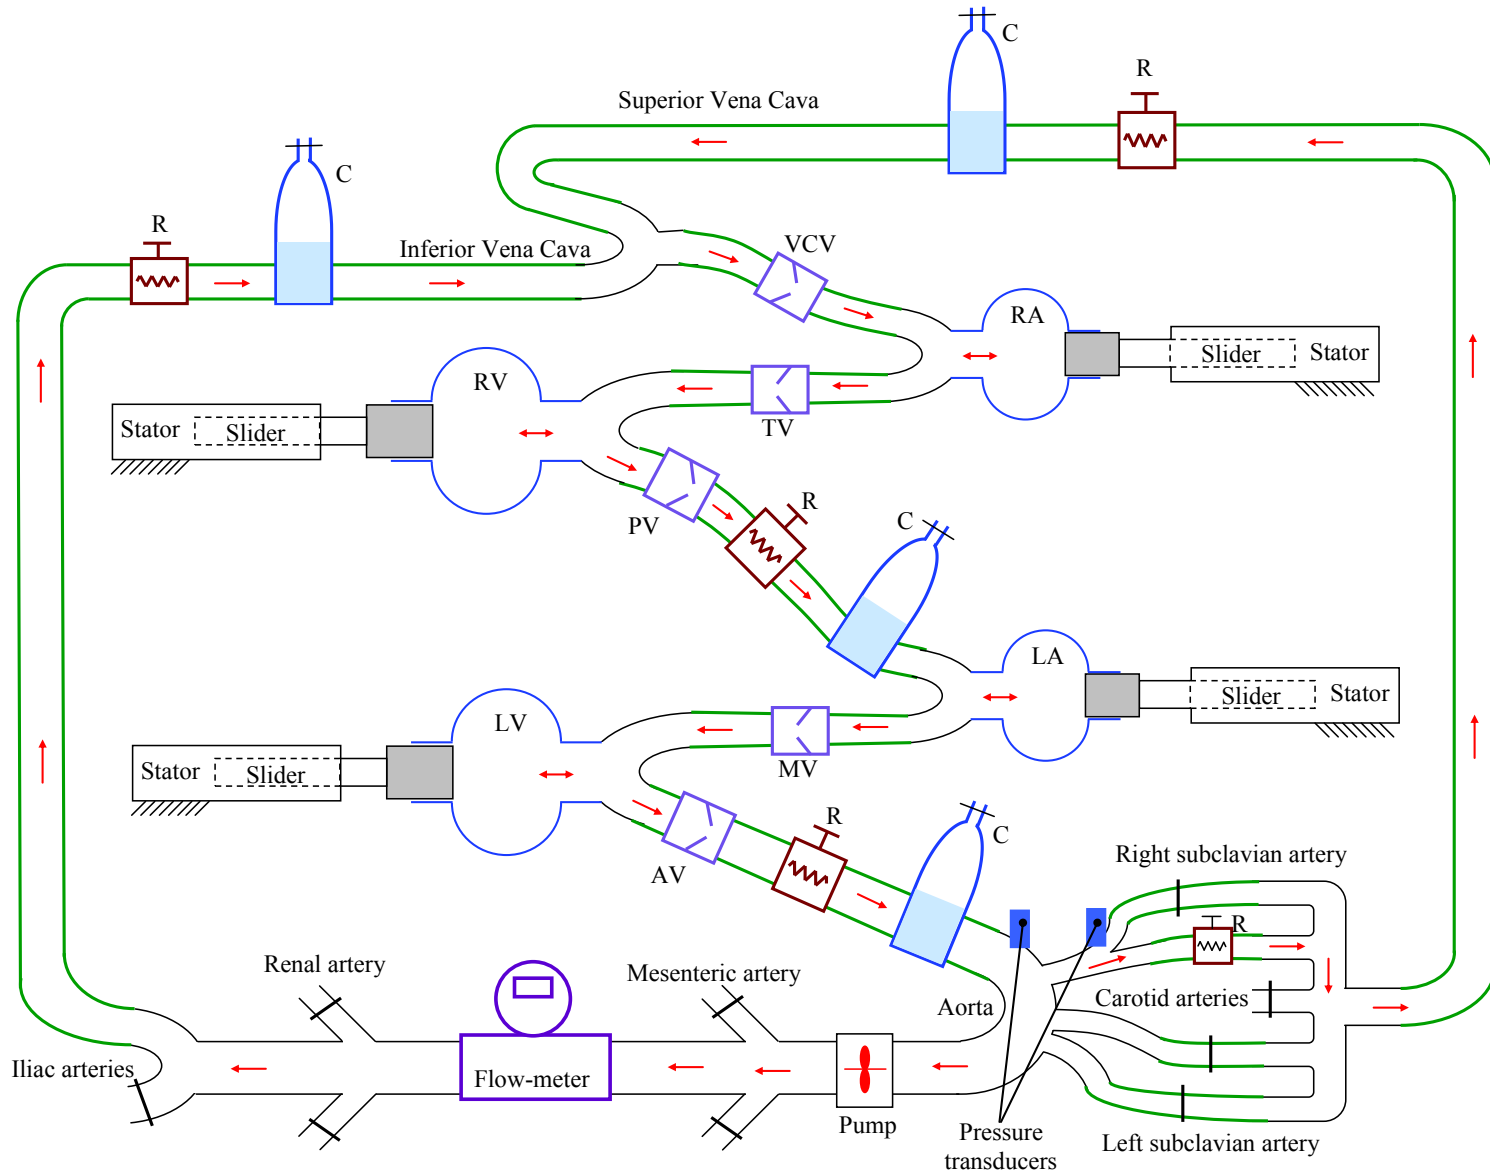 C
R
Superior Vena Cava
C
R
VCV
Inferior Vena Cava
RA
Slider
Stator
RV
Stator
Slider
TV
R
PV
C
LA
Slider
Stator
LV
MV
Stator
Slider
R
C
AV
Right subclavian artery
R
Renal artery
Mesenteric artery
Aorta
Carotid arteries
Iliac arteries
Flow-meter
Pump
Pressure
transducers
Left subclavian artery